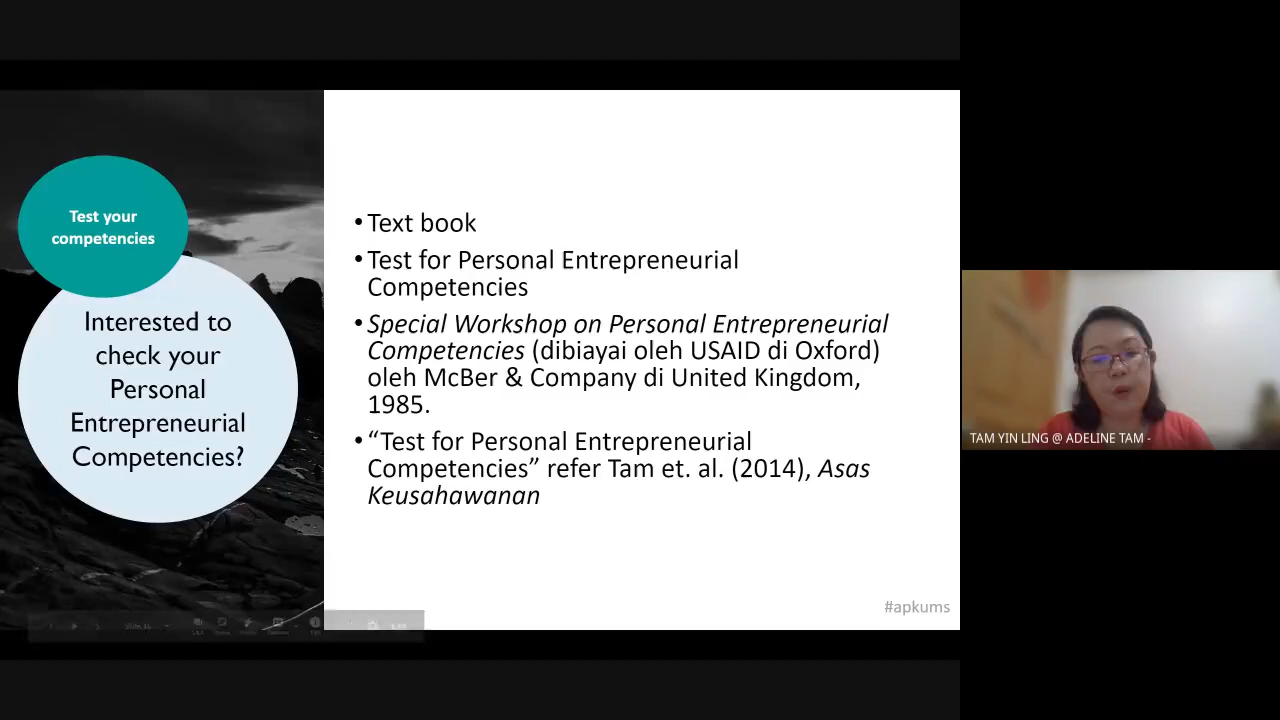 Test your
competencies
Interested to
check your
Personal
Entrepreneurial
Competencies?
•Text book
•Test for Personal Entrepreneurial
Competencies
•Special Workshop on Personal Entrepreneurial
Competencies (dibiayai oleh USAID di Oxford)
oleh McBer & Company di United Kingdom,
1985.
•“Test for Personal Entrepreneurial
Competencies” refer Tam et. al. (2014), Asas
Keusahawanan
#apkums
TAM YIN LING @ ADELINE TAM -